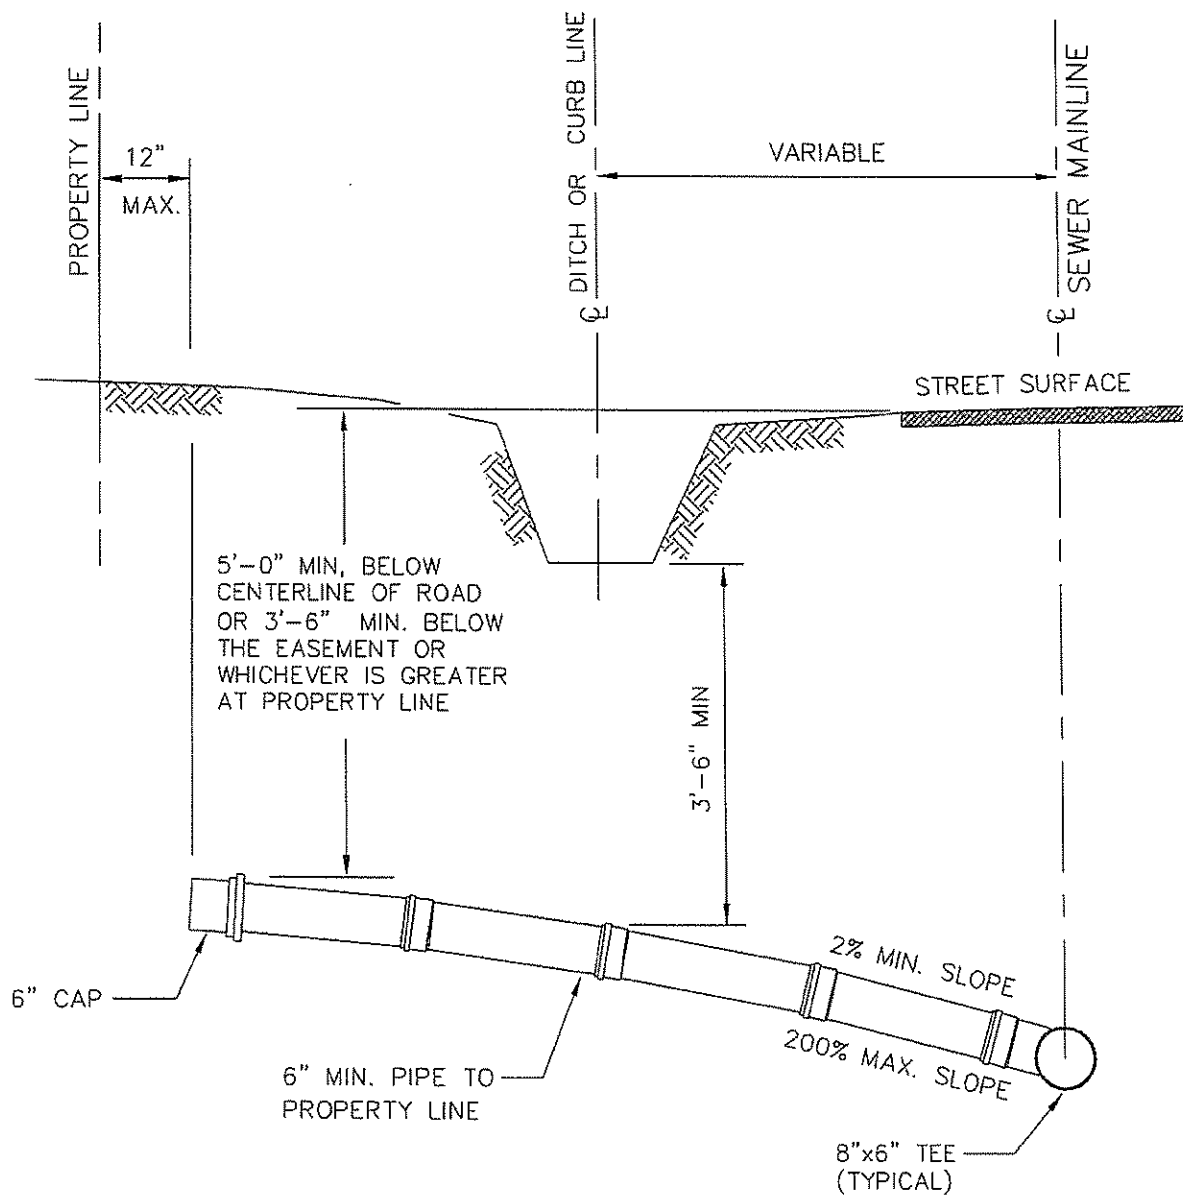 PROPERTY LINE
12"
MAX.
℄ DITCH OR CURB LINE
VARIABLE
℄ SEWER MAINLINE
STREET SURFACE
5'-0" MIN, BELOW
CENTERLINE OF ROAD
OR 3'-6" MIN. BELOW
THE EASEMENT OR
WHICHEVER IS GREATER
AT PROPERTY LINE
3'-6" MIN
2% MIN. SLOPE
200% MAX. SLOPE
6" CAP
6" MIN. PIPE TO
PROPERTY LINE
8"x6" TEE
(TYPICAL)